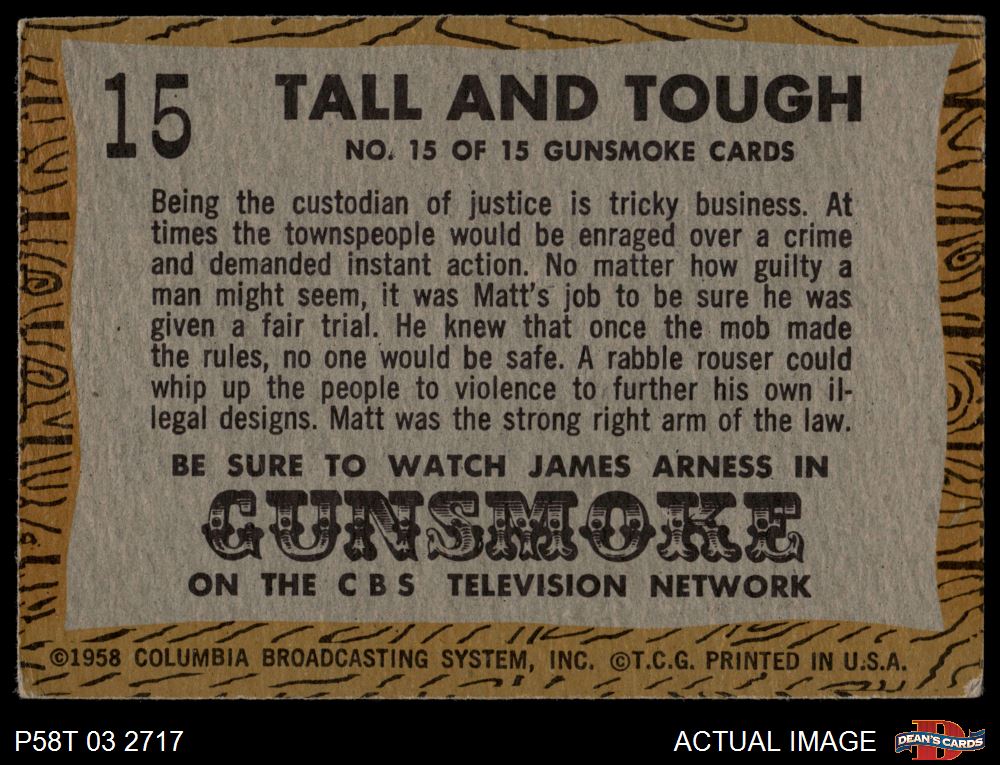 15
TALL AND TOUGH
NO. 15 OF 15 GUNSMOKE CARDS
Being the custodian of justice is tricky business. At
times the townspeople would be enraged over a crime
and demanded instant action. No matter how guilty a
man might seem, it was Matt's job to be sure he was
given a fair trial. He knew that once the mob made
the rules, no one would be safe. A rabble rouser could
whip up the people to violence to further his own il-
legal designs. Matt was the strong right arm of the law.
BE SURE TO WATCH JAMES ARNESS IN
GUNSMOKE
ON THE CBS TELEVISION NETWORK
©1958 COLUMBIA BROADCASTING SYSTEM, INC. ©T.C.G. PRINTED IN U.S.A.
P58T 03 2717
ACTUAL IMAGE
DEAN'S CARDS